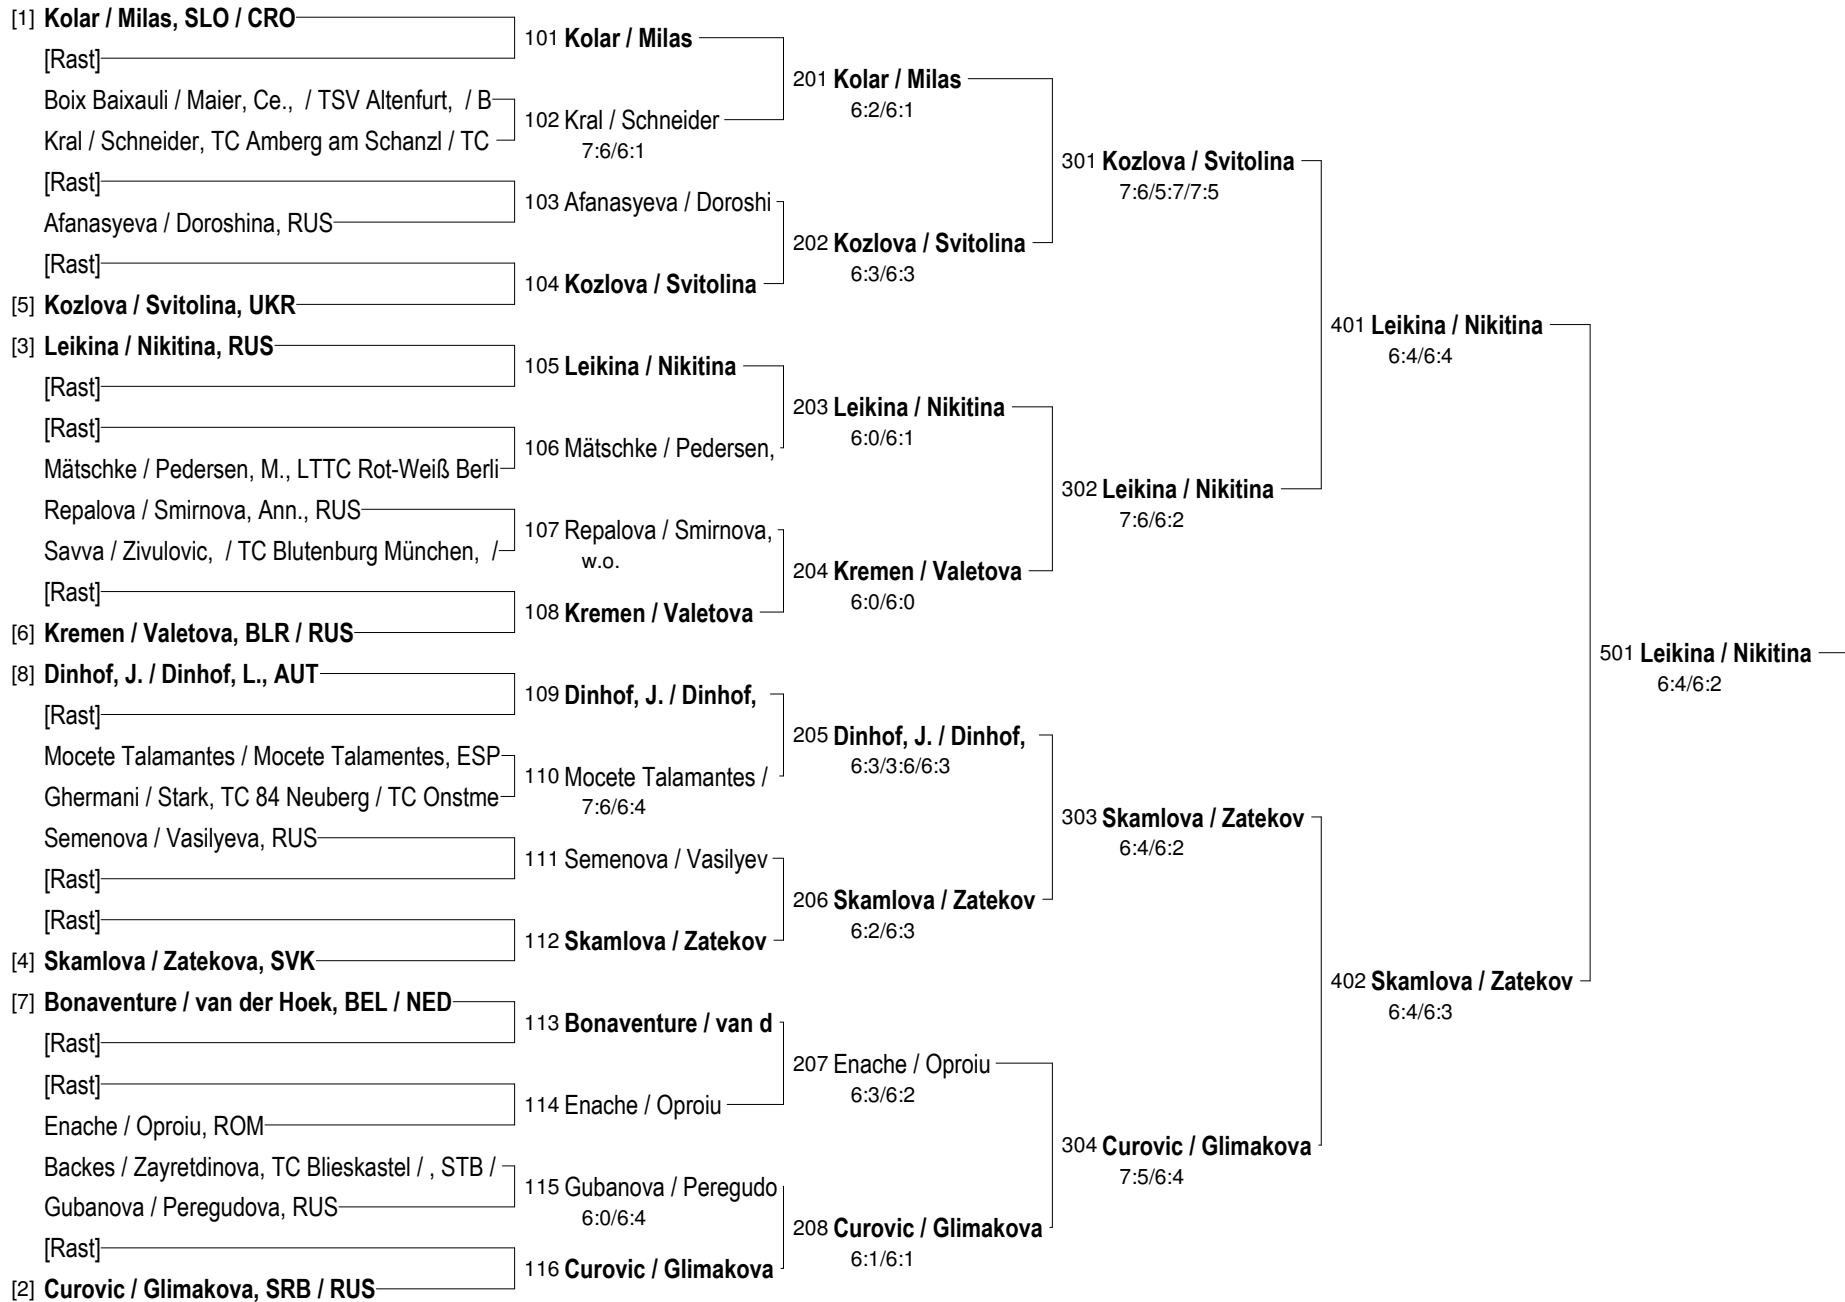 [1] Kolar / Milas, SLO / CRO
[Rast]
Boix Baixauli / Maier, Ce., / TSV Altenfurt, / B
Kral / Schneider, TC Amberg am Schanzl / TC
[Rast]
Afanasyeva / Doroshina, RUS
[Rast]
[5] Kozlova / Svitolina, UKR
[3] Leikina / Nikitina, RUS
[Rast]
[Rast]
Mätschke / Pedersen, M., LTTC Rot-Weiß Berli
Repalova / Smirnova, Ann., RUS
Savva / Zivulovic, / TC Blutenburg München, /
[Rast]
[6] Kremen / Valetova, BLR / RUS
[8] Dinhof, J. / Dinhof, L., AUT
[Rast]
Mocete Talamantes / Mocete Talamentes, ESP
Ghermani / Stark, TC 84 Neuberg / TC Onstme
Semenova / Vasilyeva, RUS
[Rast]
[Rast]
[4] Skamlova / Zatekova, SVK
[7] Bonaventure / van der Hoek, BEL / NED
[Rast]
[Rast]
Enache / Oproiu, ROM
Backes / Zayretdinova, TC Blieskastel / , STB /
Gubanova / Peregudova, RUS
[Rast]
[2] Curovic / Glimakova, SRB / RUS
101 Kolar / Milas
102 Kral / Schneider
7:6/6:1
103 Afanasyeva / Doroshi
104 Kozlova / Svitolina
105 Leikina / Nikitina
106 Mätschke / Pedersen,
107 Repalova / Smirnova,
w.o.
108 Kremen / Valetova
109 Dinhof, J. / Dinhof,
110 Mocete Talamantes /
7:6/6:4
111 Semenova / Vasilyev
112 Skamlova / Zatekov
113 Bonaventure / van d
114 Enache / Oproiu
115 Gubanova / Peregudo
6:0/6:4
116 Curovic / Glimakova
201 Kolar / Milas
6:2/6:1
202 Kozlova / Svitolina
6:3/6:3
203 Leikina / Nikitina
6:0/6:1
204 Kremen / Valetova
6:0/6:0
205 Dinhof, J. / Dinhof,
6:3/3:6/6:3
206 Skamlova / Zatekov
6:2/6:3
207 Enache / Oproiu
6:3/6:2
208 Curovic / Glimakova
6:1/6:1
301 Kozlova / Svitolina
7:6/5:7/7:5
302 Leikina / Nikitina
7:6/6:2
303 Skamlova / Zatekov
6:4/6:2
304 Curovic / Glimakova
7:5/6:4
401 Leikina / Nikitina
6:4/6:4
402 Skamlova / Zatekov
6:4/6:3
501 Leikina / Nikitina
6:4/6:2